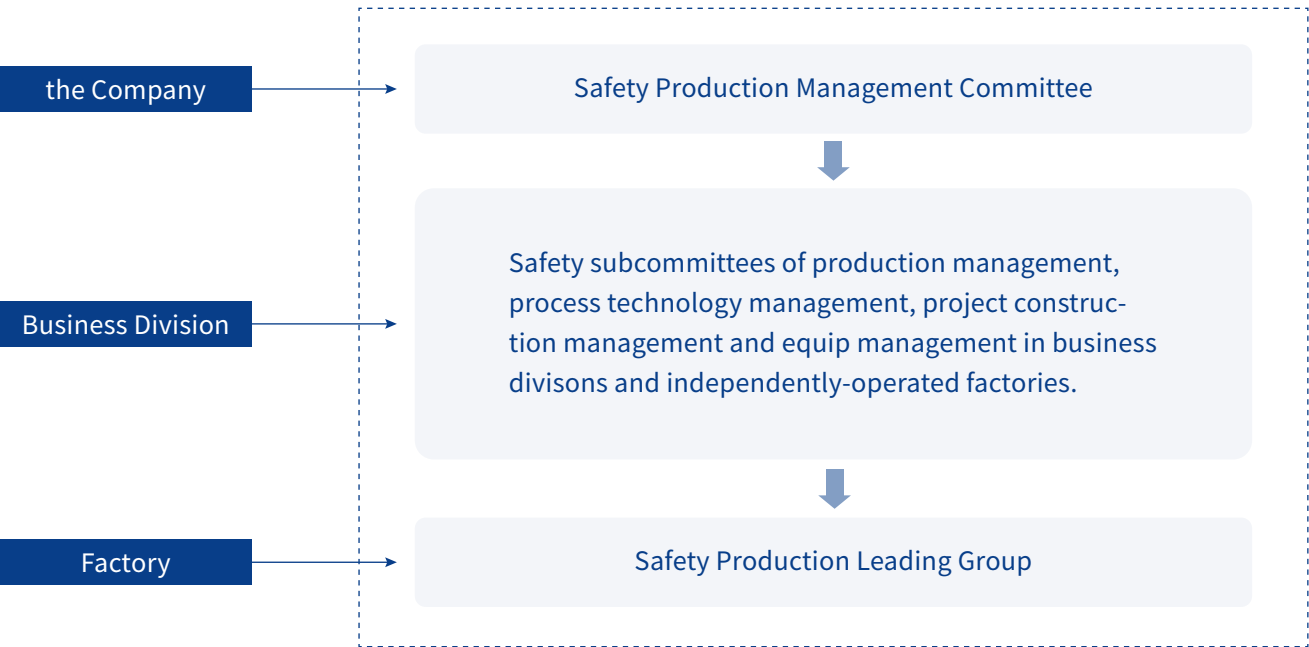 the Company
Safety Production Management Committee
Business Division
Safety subcommittees of production management,
process technology management, project construc-
tion management and equip management in business
divisons and independently-operated factories.
Factory
Safety Production Leading Group